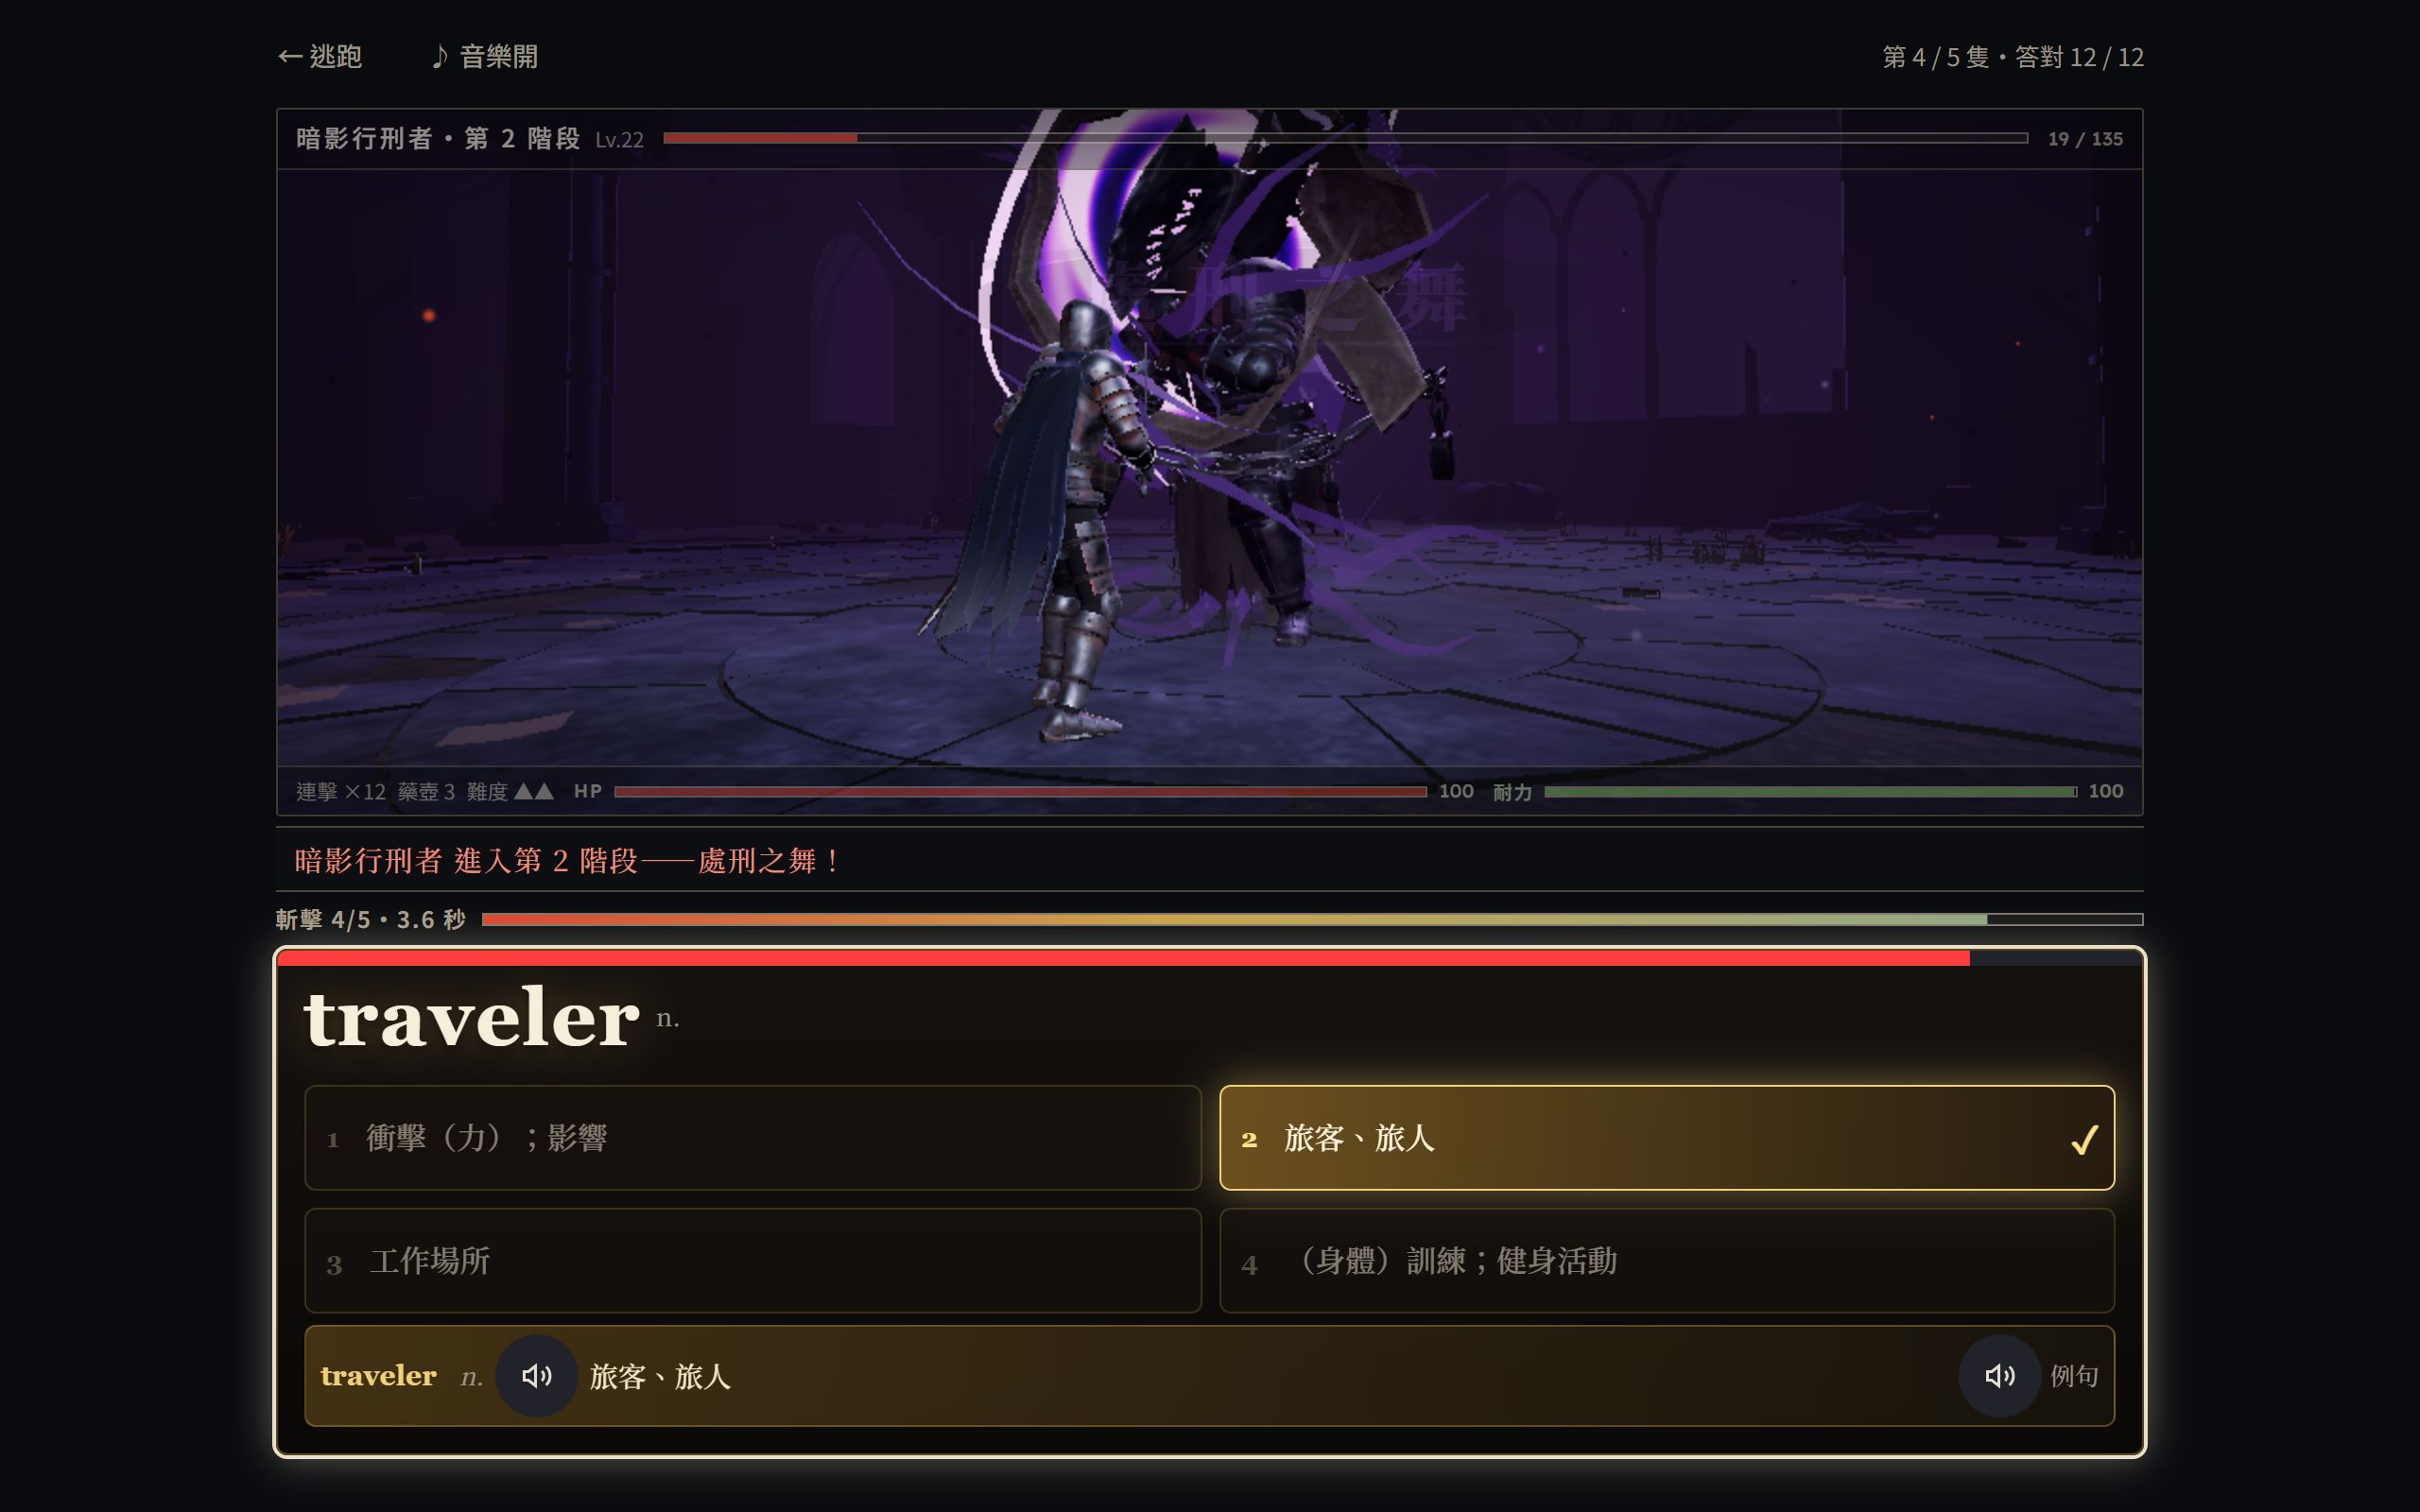 ← 逃跑 ♪ 音樂開 第 4 / 5 隻・答對 12 / 12
暗影行刑者・第 2 階段 Lv.22 19 / 135
刑之舞
連擊 ×12 藥壺 3 難度 ▲▲ HP 100 耐力 100
暗影行刑者 進入第 2 階段——處刑之舞！
斬擊 4/5・3.6 秒
traveler n.
1 衝擊（力）；影響
2 旅客、旅人 ✓
3 工作場所
4 （身體）訓練；健身活動
traveler n. 旅客、旅人 例句